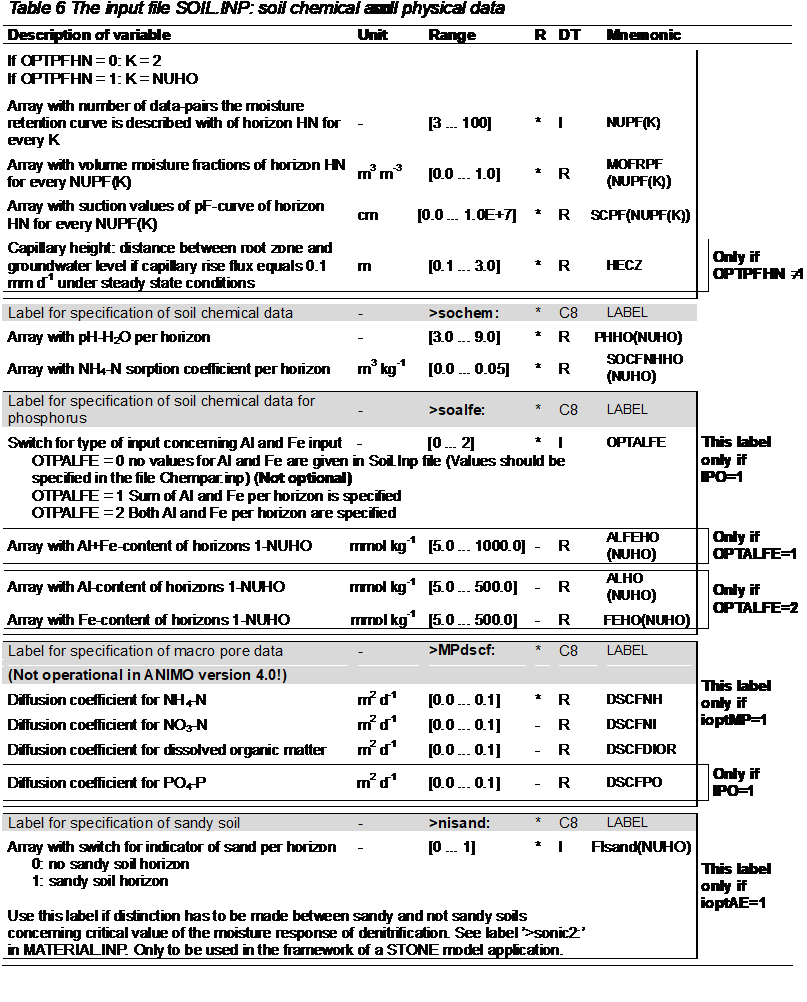 Table 6 The input file SOIL.INP: soil chemical and physical data
Description of variable Unit Range R DT Mnemonic
If OPTPFHN = 0: K = 2
If OPTPFHN = 1: K = NUHO
Array with number of data-pairs the moisture
retention curve is described with of horizon HN for
every K
- [3 ... 100] * I NUPF(K)
Array with volume moisture fractions of horizon HN
for every NUPF(K)
m³ m⁻³ [0.0 ... 1.0] * R MOFRPF
(NUPF(K))
Array with suction values of pF-curve of horizon
HN for every NUPF(K)
cm [0.0 ... 1.0E+7] * R SCPF(NUPF(K))
Capillary height: distance between root zone and
groundwater level if capillary rise flux equals 0.1
mm d⁻¹ under steady state conditions
m [0.1 ... 3.0] * R HECZ
Only if
OPTPFHN ≠1
Label for specification of soil chemical data - >sochem: * C8 LABEL
Array with pH-H₂O per horizon [3.0 ... 9.0] * R PHHO(NUHO)
Array with NH₄-N sorption coefficient per horizon m³ kg⁻¹ [0.0 ... 0.05] * R SOCFNHHO
(NUHO)
Label for specification of soil chemical data for
phosphorus
- >soalfe: * C8 LABEL
Switch for type of input concerning Al and Fe input - [0 ... 2] * I OPTALFE
OTPALFE = 0 no values for Al and Fe are given in Soil.Inp file (Values should be
specified in the file Chempar.inp) (Not optional)
OTPALFE = 1 Sum of Al and Fe per horizon is specified
OTPALFE = 2 Both Al and Fe per horizon are specified
This label
only if
IPO=1
Array with Al+Fe-content of horizons 1-NUHO mmol kg⁻¹ [5.0 ... 1000.0] - R ALFEHO
(NUHO)
Only if
OPTALFE=1
Array with Al-content of horizons 1-NUHO mmol kg⁻¹ [5.0 ... 500.0] - R ALHO
(NUHO)
Array with Fe-content of horizons 1-NUHO mmol kg⁻¹ [5.0 ... 500.0] - R FEHO(NUHO)
Only if
OPTALFE=2
Label for specification of macro pore data - >MPdscf: * C8 LABEL
(Not operational in ANIMO version 4.0!)
Diffusion coefficient for NH₄-N m² d⁻¹ [0.0 ... 0.1] * R DSCFNH
Diffusion coefficient for NO₃-N m² d⁻¹ [0.0 ... 0.1] - R DSCFNI
Diffusion coefficient for dissolved organic matter m² d⁻¹ [0.0 ... 0.1] - R DSCFDIOR
This label
only if
ioptMP=1
Diffusion coefficient for PO₄-P m² d⁻¹ [0.0 ... 0.1] - R DSCFPO
Only if
IPO=1
Label for specification of sandy soil - >nisand: * C8 LABEL
Array with switch for indicator of sand per horizon - [0 ... 1] * I Flsand(NUHO)
0: no sandy soil horizon
1: sandy soil horizon
This label
only if
ioptAE=1
Use this label if distinction has to be made between sandy and not sandy soils
concerning critical value of the moisture response of denitrification. See label '>sonic2:'
in MATERIAL.INP. Only to be used in the framework of a STONE model application.